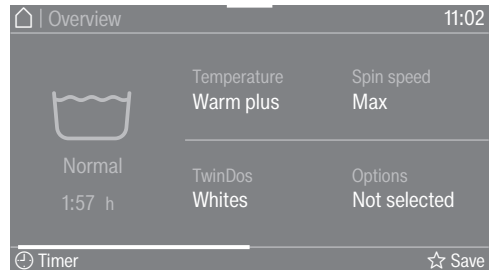 | Overview
11:02
Temperature
Warm plus
Spin speed
Max
Normal
1:57 h
TwinDos
Whites
Options
Not selected
Timer
Save